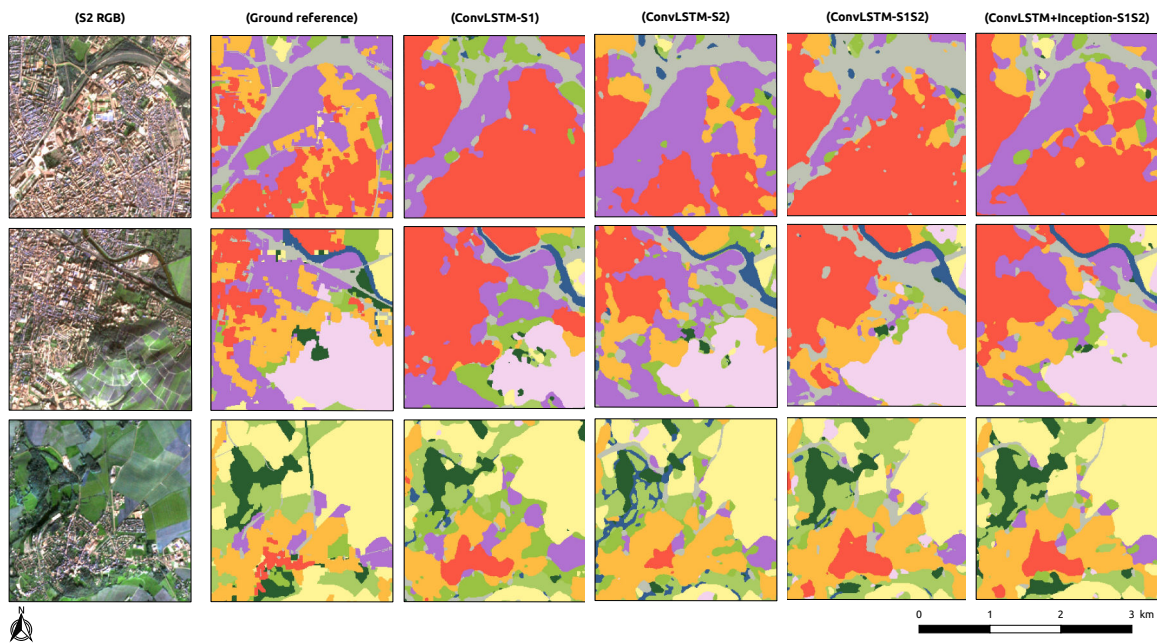 (S2 RGB) (Ground reference) (ConvLSTM-S1) (ConvLSTM-S2) (ConvLSTM-S1S2) (ConvLSTM+Inception-S1S2)
N
0 1 2 3 km